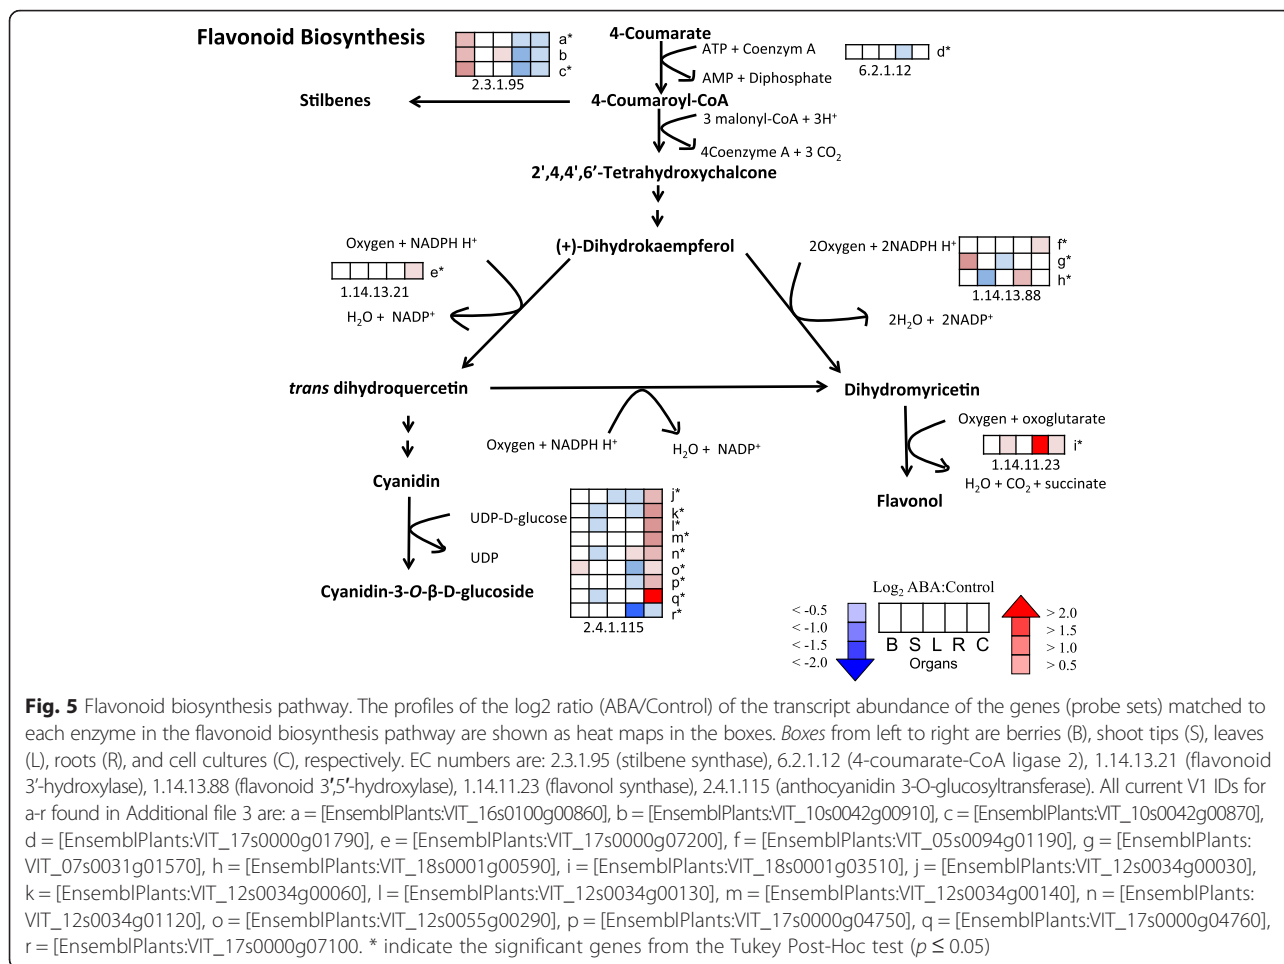 Flavonoid Biosynthesis
a*
b
c*
2.3.1.95
4-Coumarate
ATP + Coenzym A
AMP + Diphosphate
d*
6.2.1.12
Stilbenes
4-Coumaroyl-CoA
3 malonyl-CoA + 3H⁺
4Coenzyme A + 3 CO₂
2',4,4',6’-Tetrahydroxychalcone
Oxygen + NADPH H⁺
(+)-Dihydrokaempferol
2Oxygen + 2NADPH H⁺
f*
g*
h*
1.14.13.88
e*
1.14.13.21
H₂O + NADP⁺
2H₂O + 2NADP⁺
trans dihydroquercetin
Dihydromyricetin
Oxygen + NADPH H⁺
H₂O + NADP⁺
Oxygen + oxoglutarate
i*
1.14.11.23
H₂O + CO₂ + succinate
Cyanidin
Flavonol
UDP-D-glucose
UDP
Cyanidin-3-O-β-D-glucoside
j*
k*
l*
m*
n*
o*
p*
q*
r*
2.4.1.115
Log₂ ABA:Control
< -0.5
< -1.0
< -1.5
< -2.0
B S L R C
Organs
> 2.0
> 1.5
> 1.0
> 0.5
Fig. 5 Flavonoid biosynthesis pathway. The profiles of the log2 ratio (ABA/Control) of the transcript abundance of the genes (probe sets) matched to
each enzyme in the flavonoid biosynthesis pathway are shown as heat maps in the boxes. Boxes from left to right are berries (B), shoot tips (S), leaves
(L), roots (R), and cell cultures (C), respectively. EC numbers are: 2.3.1.95 (stilbene synthase), 6.2.1.12 (4-coumarate-CoA ligase 2), 1.14.13.21 (flavonoid
3′-hydroxylase), 1.14.13.88 (flavonoid 3′,5′-hydroxylase), 1.14.11.23 (flavonol synthase), 2.4.1.115 (anthocyanidin 3-O-glucosyltransferase). All current V1 IDs for
a-r found in Additional file 3 are: a = [EnsemblPlants:VIT_16s0100g00860], b = [EnsemblPlants:VIT_10s0042g00910], c = [EnsemblPlants:VIT_10s0042g00870],
d = [EnsemblPlants:VIT_17s0000g01790], e = [EnsemblPlants:VIT_17s0000g07200], f = [EnsemblPlants:VIT_05s0094g01190], g = [EnsemblPlants:
VIT_07s0031g01570], h = [EnsemblPlants:VIT_18s0001g00590], i = [EnsemblPlants:VIT_18s0001g03510], j = [EnsemblPlants:VIT_12s0034g00030],
k = [EnsemblPlants:VIT_12s0034g00060], l = [EnsemblPlants:VIT_12s0034g00130], m = [EnsemblPlants:VIT_12s0034g00140], n = [EnsemblPlants:
VIT_12s0034g01120], o = [EnsemblPlants:VIT_12s0055g00290], p = [EnsemblPlants:VIT_17s0000g04750], q = [EnsemblPlants:VIT_17s0000g04760],
r = [EnsemblPlants:VIT_17s0000g07100. * indicate the significant genes from the Tukey Post-Hoc test (p ≤ 0.05)